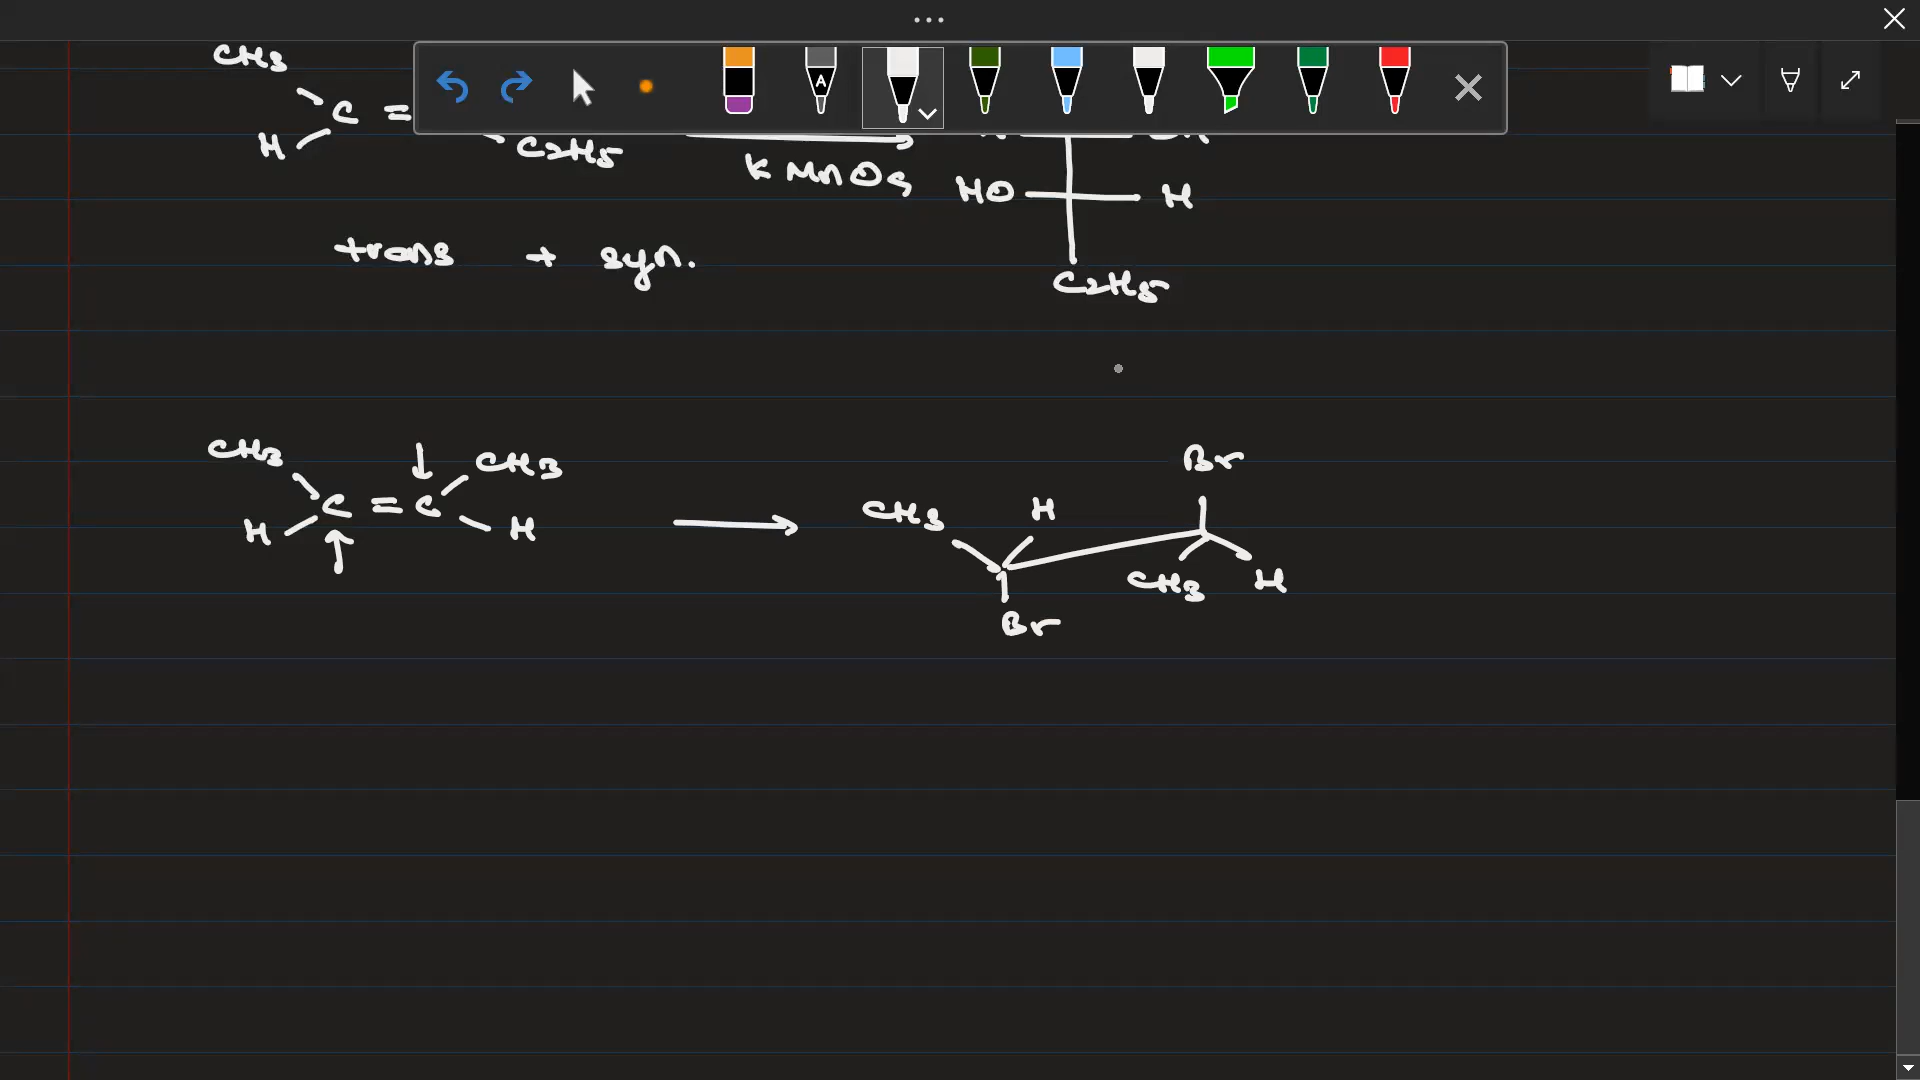 CH3
H C = C2H5 KMnO4 HO H
trans + syn.
C2H5
CH3 CH3 Br
H C = C H CH3 H
CH3 H
Br